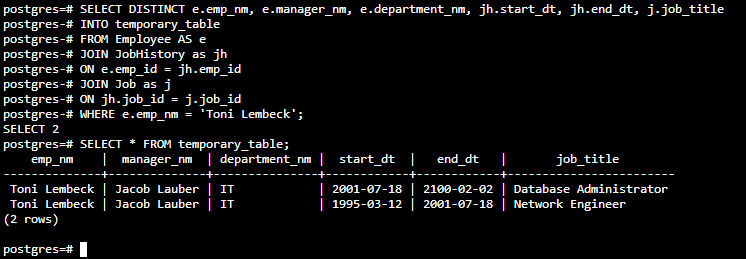 postgres=# SELECT DISTINCT e.emp_nm, e.manager_nm, e.department_nm, jh.start_dt, jh.end_dt, j.job_title
postgres-# INTO temporary_table
postgres-# FROM Employee AS e
postgres-# JOIN JobHistory as jh
postgres-# ON e.emp_id = jh.emp_id
postgres-# JOIN Job as j
postgres-# ON jh.job_id = j.job_id
postgres-# WHERE e.emp_nm = 'Toni Lembeck';
SELECT 2
postgres=# SELECT * FROM temporary_table;
    emp_nm    |  manager_nm  | department_nm |  start_dt  |   end_dt   |       job_title
--------------+--------------+---------------+------------+------------+------------------------
 Toni Lembeck | Jacob Lauber | IT            | 2001-07-18 | 2100-02-02 | Database Administrator
 Toni Lembeck | Jacob Lauber | IT            | 1995-03-12 | 2001-07-18 | Network Engineer
(2 rows)
postgres=#